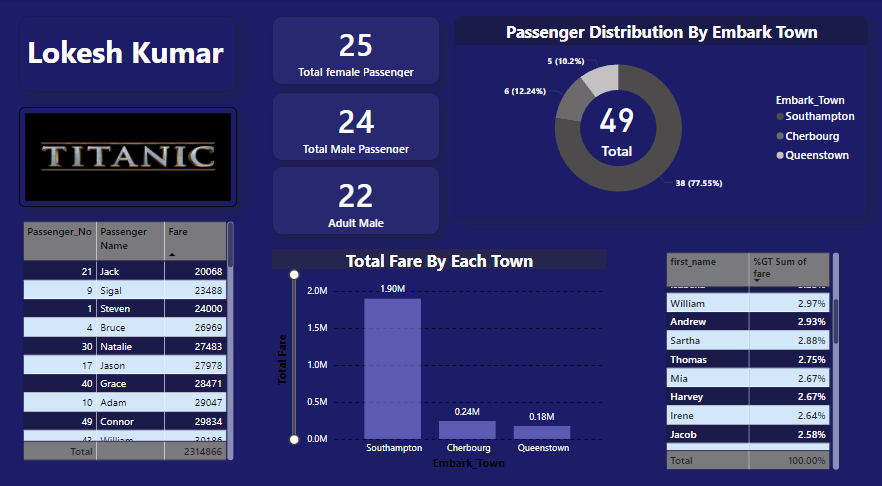 Lokesh Kumar
TITANIC
25
Total female Passenger
24
Total Male Passenger
22
Adult Male
Passenger Distribution By Embark Town
5 (10.2%)
6 (12.24%)
38 (77.55%)
49
Total
Embark_Town
Southampton
Cherbourg
Queenstown
Passenger_No Passenger Name Fare
21 Jack 20068
9 Sigal 23488
1 Steven 24000
4 Bruce 26969
30 Natalie 27483
17 Jason 27978
40 Grace 28471
10 Adam 29047
49 Connor 29834
43 William 30186
Total 2314866
Total Fare By Each Town
Total Fare
2.0M
1.5M
1.0M
0.5M
0.0M
1.90M
0.24M
0.18M
Southampton Cherbourg Queenstown
Embark_Town
first_name %GT Sum of fare
William 2.97%
Andrew 2.93%
Sartha 2.88%
Thomas 2.75%
Mia 2.67%
Harvey 2.67%
Irene 2.64%
Jacob 2.58%
Total 100.00%